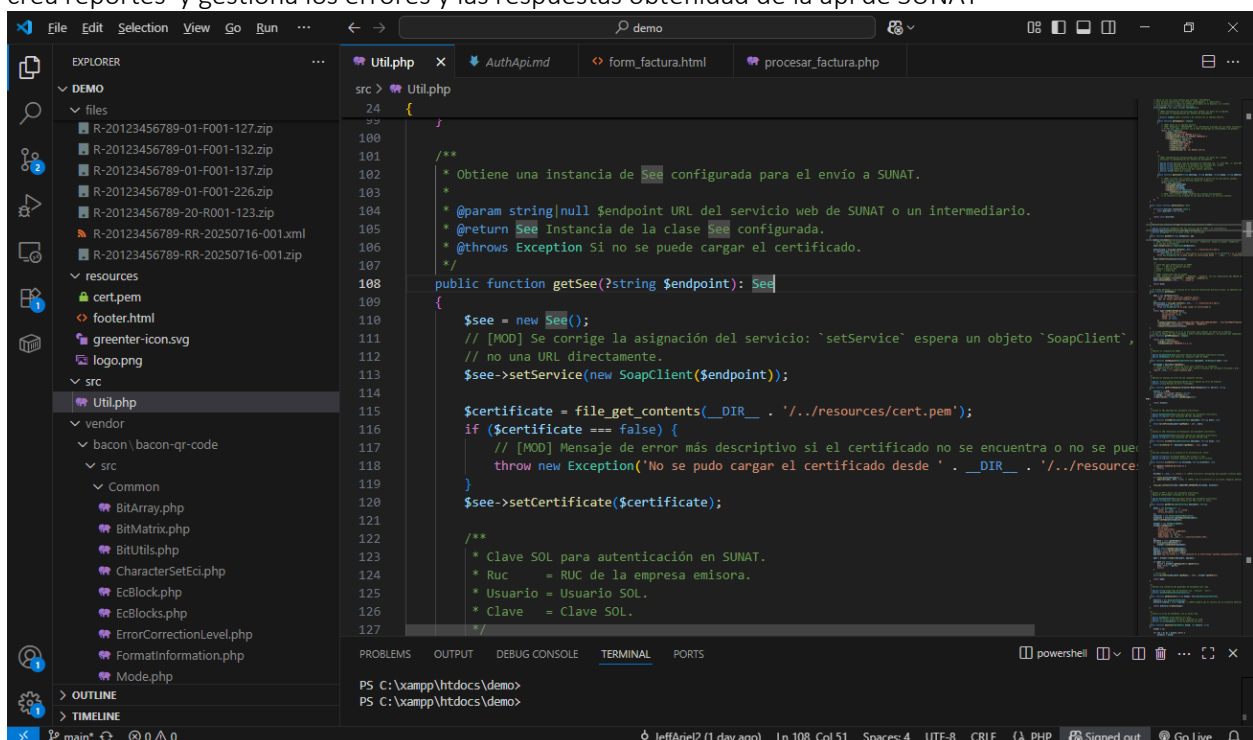 crea reportes y gestiona los errores y las respuestas obtenidad de la api de SUNAT
File Edit Selection View Go Run ··· demo
EXPLORER ··· Util.php AuthApi.md form_factura.html procesar_factura.php
DEMO
src > Util.php
files
24 {
R-20123456789-01-F001-127.zip
99 }
R-20123456789-01-F001-132.zip
100
R-20123456789-01-F001-137.zip
101 /**
R-20123456789-01-F001-226.zip
102 * Obtiene una instancia de See configurada para el envío a SUNAT.
R-20123456789-20-R001-123.zip
103 *
R-20123456789-RR-20250716-001.xml
104 * @param string|null $endpoint URL del servicio web de SUNAT o un intermediario.
R-20123456789-RR-20250716-001.zip
105 * @return See Instancia de la clase See configurada.
resources
106 * @throws Exception Si no se puede cargar el certificado.
cert.pem
107 */
footer.html
108 public function getSee(?string $endpoint): See
greenter-icon.svg
109 {
logo.png
110 $see = new See();
src
111 // [MOD] Se corrige la asignación del servicio: `setService` espera un objeto `SoapClient`,
Util.php
112 // no una URL directamente.
vendor
113 $see->setService(new SoapClient($endpoint));
bacon\bacon-qr-code
114
src
115 $certificate = file_get_contents(__DIR__ . '/../resources/cert.pem');
Common
116 if ($certificate === false) {
BitArray.php
117 // [MOD] Mensaje de error más descriptivo si el certificado no se encuentra o no se pue
BitMatrix.php
118 throw new Exception('No se pudo cargar el certificado desde ' . __DIR__ . '/../resource
BitUtils.php
119 }
CharacterSetEci.php
120 $see->setCertificate($certificate);
EcBlock.php
121
EcBlocks.php
122 /**
ErrorCorrectionLevel.php
123 * Clave SOL para autenticación en SUNAT.
FormatInformation.php
124 * Ruc = RUC de la empresa emisora.
Mode.php
125 * Usuario = Usuario SOL.
126 * Clave = Clave SOL.
127 */
PROBLEMS OUTPUT DEBUG CONSOLE TERMINAL PORTS powershell ···
PS C:\xampp\htdocs\demo>
PS C:\xampp\htdocs\demo>
OUTLINE
TIMELINE
main* 0 0 JeffAriel2 (1 day ago) Ln 108, Col 51 Spaces: 4 UTF-8 CRLF {} PHP Signed out Go Live